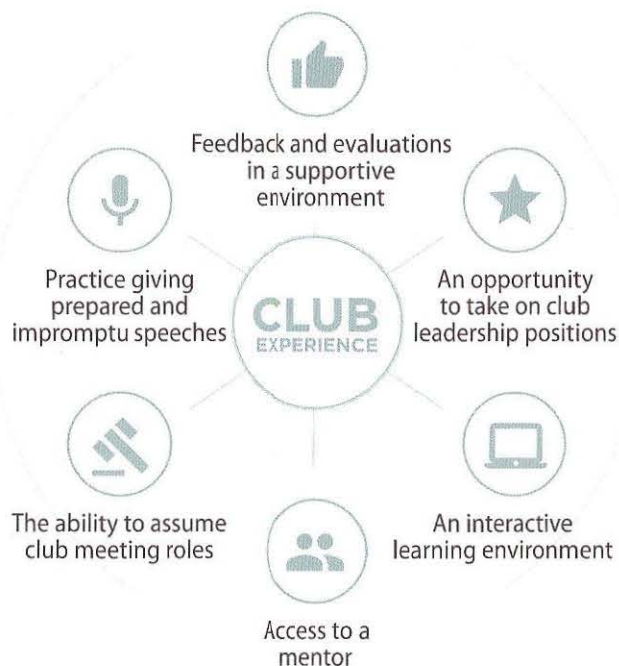 Feedback and evaluations
in a supportive
environment
Practice giving
prepared and
impromptu speeches
An opportunity
to take on club
leadership positions
CLUB
EXPERIENCE
The ability to assume
club meeting roles
An interactive
learning environment
Access to a
mentor